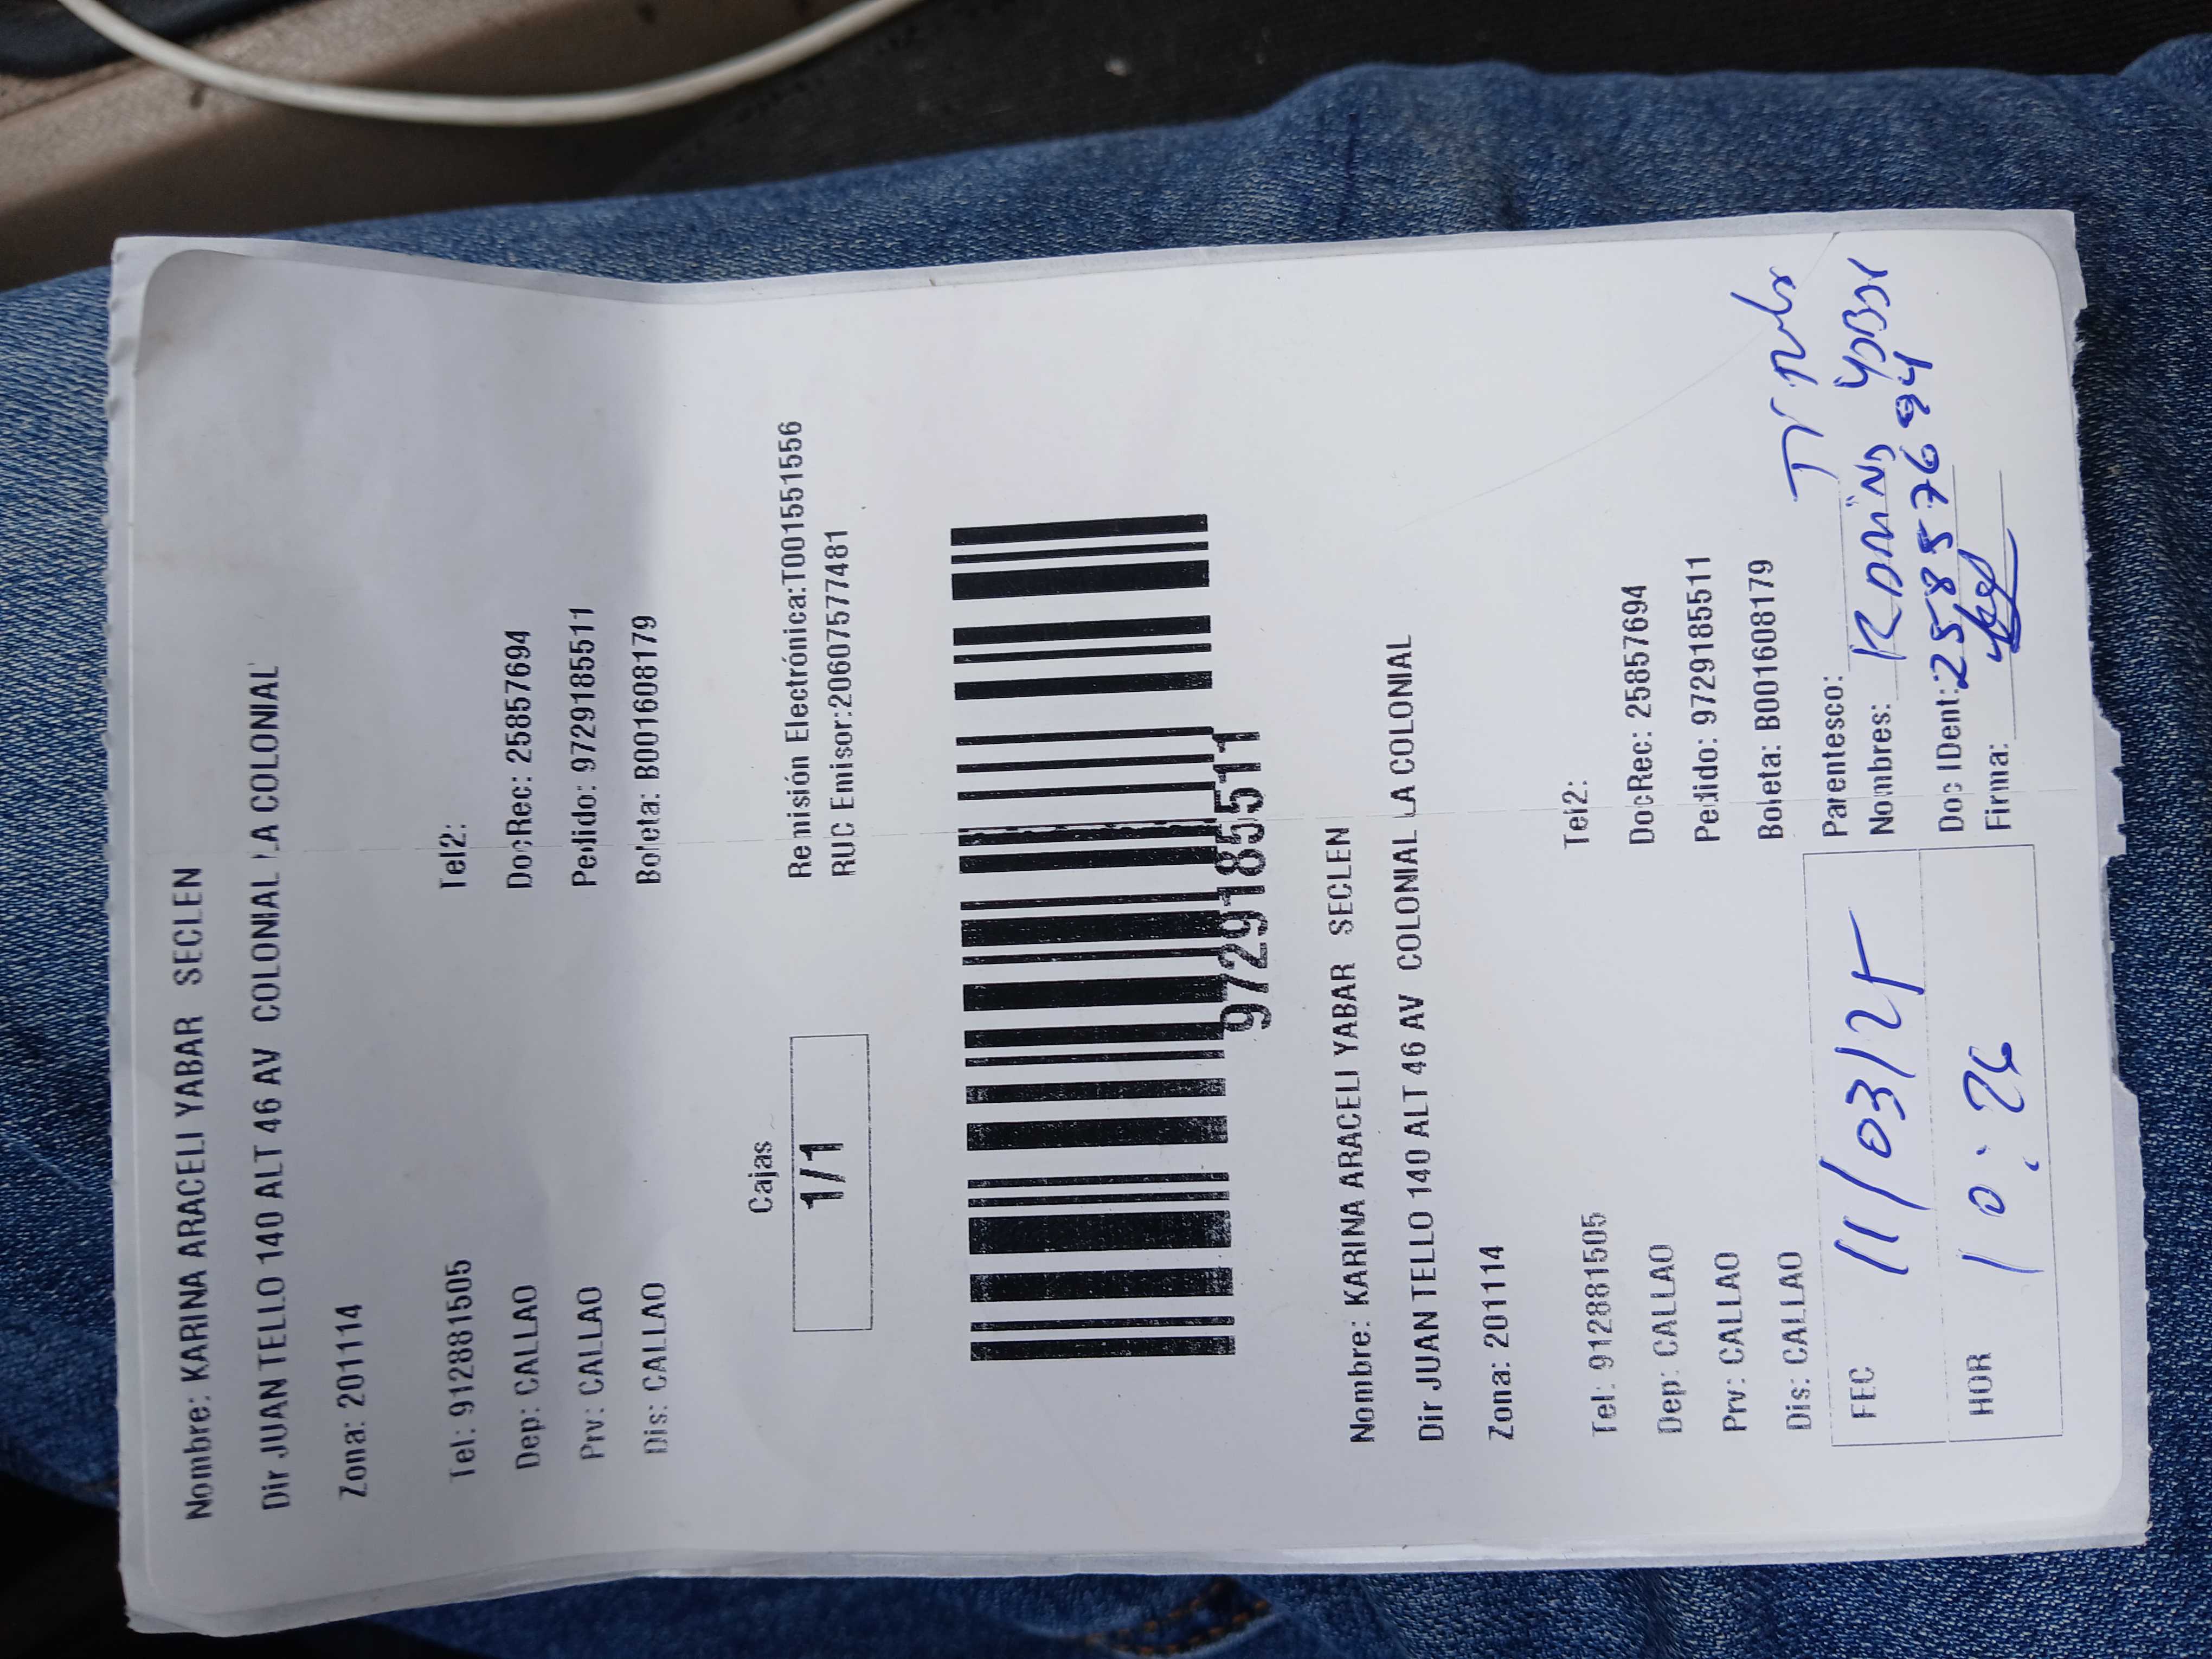 Nombre: KARINA ARACELI YABAR SECLEN
Dir JUAN TELLO 140 ALT 46 AV COLONIAL LA COLONIAL
Zona: 201114
Tel: 912881505 Tel2:
Dep: CALLAO DocRec: 25857694
Prv: CALLAO Pedido: 9729185511
Dis: CALLAO Boleta: B001608179
Cajas
1/1
Remisión Electrónica:T001551556
RUC Emisor:20607577481
9729185511
Nombre: KARINA ARACELI YABAR SECLEN
Dir JUAN TELLO 140 ALT 46 AV COLONIAL LA COLONIAL
Zona: 201114
Tel: 912881505 Tel2:
Dep: CALLAO DocRec: 25857694
Prv: CALLAO Pedido: 9729185511
Dis: CALLAO Boleta: B001608179
FEC 11/03/25
HOR 10:26
Parentesco:
Nombres: Karina Yabar
Doc IDent: 25857694
Firma: